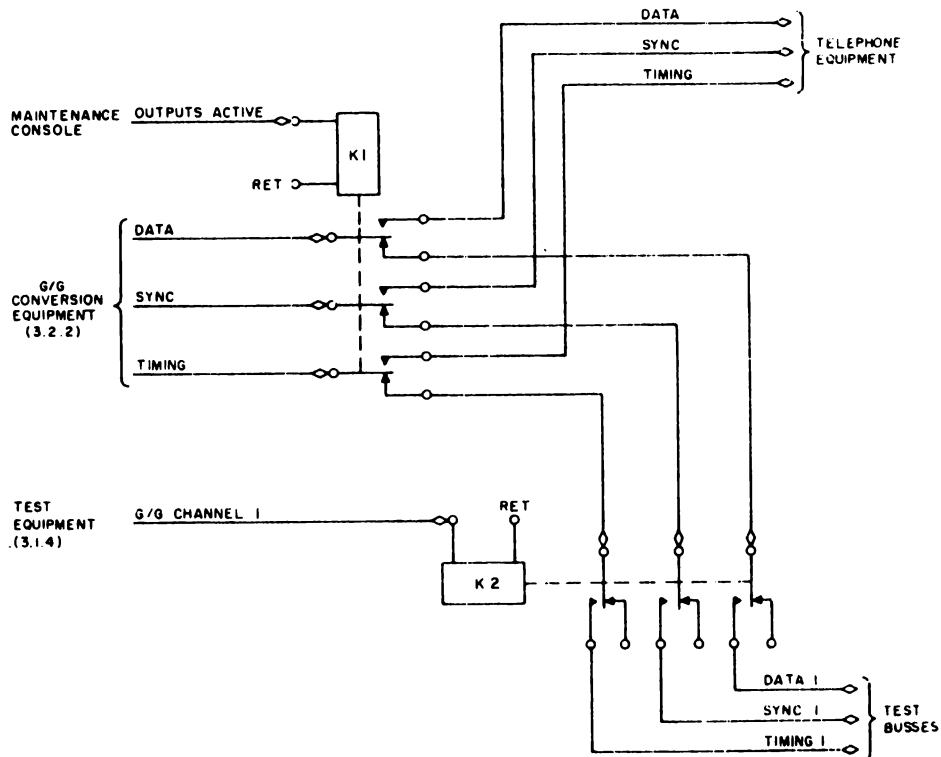 DATA
SYNC
TIMING
TELEPHONE
EQUIPMENT
MAINTENANCE
CONSOLE
OUTPUTS ACTIVE
K1
RET
DATA
G/G
CONVERSION
EQUIPMENT
(3.2.2)
SYNC
TIMING
TEST
EQUIPMENT
.(3.1.4)
G/G CHANNEL 1
RET
K2
DATA 1
SYNC 1
TIMING 1
TEST
BUSSES